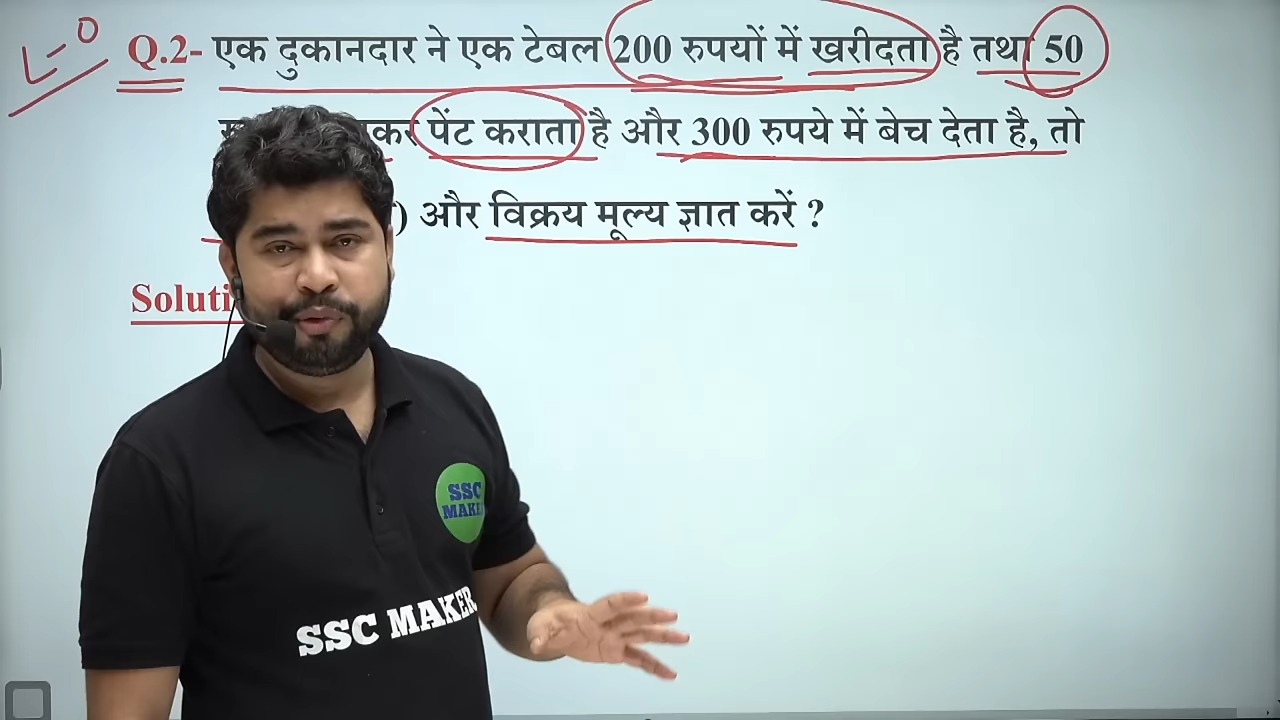 L-0
Q.2- एक दुकानदार ने एक टेबल 200 रुपयों में खरीदता है तथा 50
पेंट कराता है और 300 रुपये में बेच देता है, तो
और विक्रय मूल्य ज्ञात करें ?
SSC
SSC MAKER